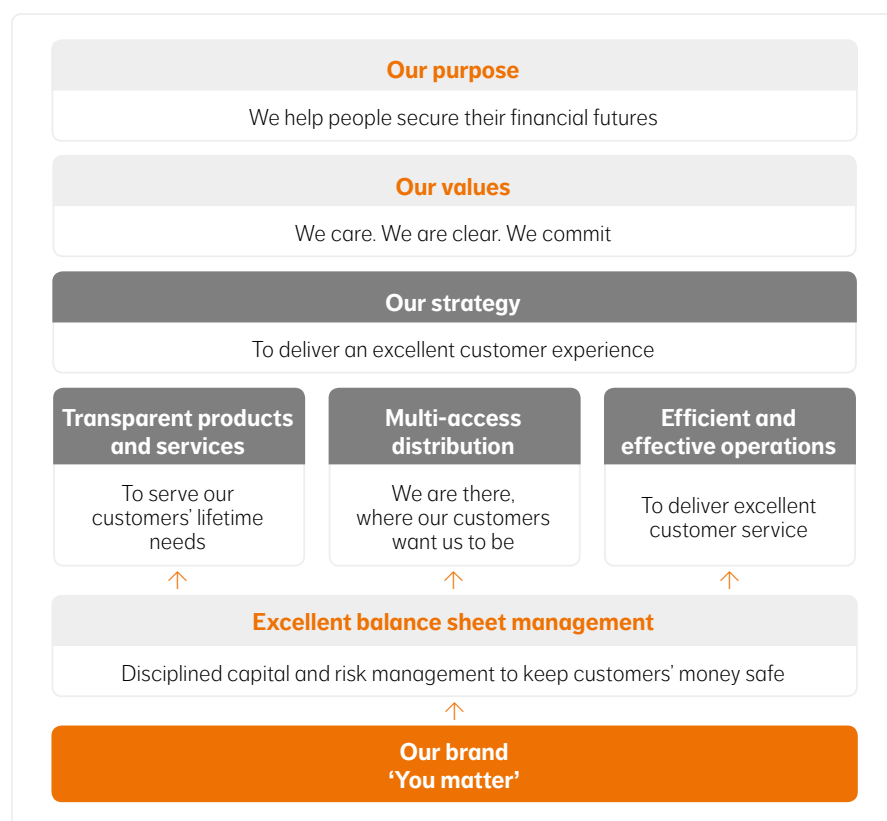 Our purpose
We help people secure their financial futures
Our values
We care. We are clear. We commit
Our strategy
To deliver an excellent customer experience
Transparent products
and services
To serve our
customers’ lifetime
needs
Multi-access
distribution
We are there,
where our customers
want us to be
Efficient and
effective operations
To deliver excellent
customer service
Excellent balance sheet management
Disciplined capital and risk management to keep customers’ money safe
Our brand
‘You matter’